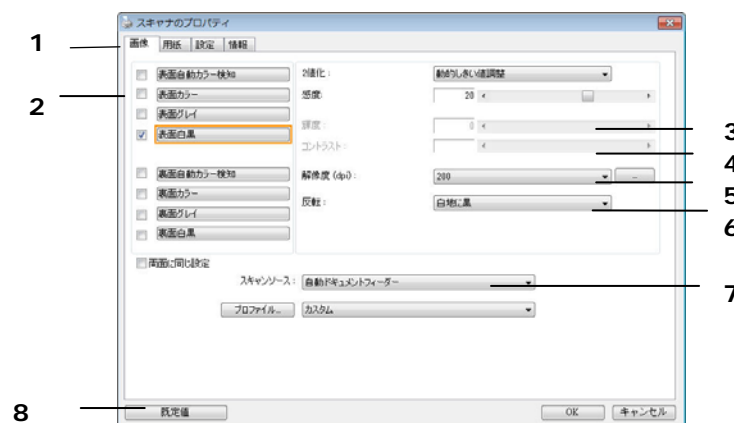 スキャナのプロパティ
1
画像 用紙 設定 情報
2
表面自動カラー検知
表面カラー
表面グレイ
表面白黒
裏面自動カラー検知
裏面カラー
裏面グレイ
裏面白黒
2値化: 動的しきい値調整
感度: 20
輝度: 0
コントラスト:
解像度 (dpi): 200 ...
反転: 白地に黒
3
4
5
6
両面に同じ設定
スキャンソース: 自動ドキュメントフィーダー
7
プロファイル... カスタム
8
既定値 OK キャンセル